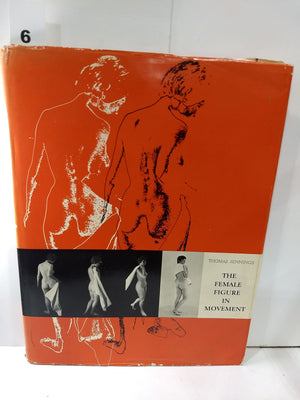 6
THOMAS JENNINGS
THE
FEMALE
FIGURE
IN
MOVEMENT